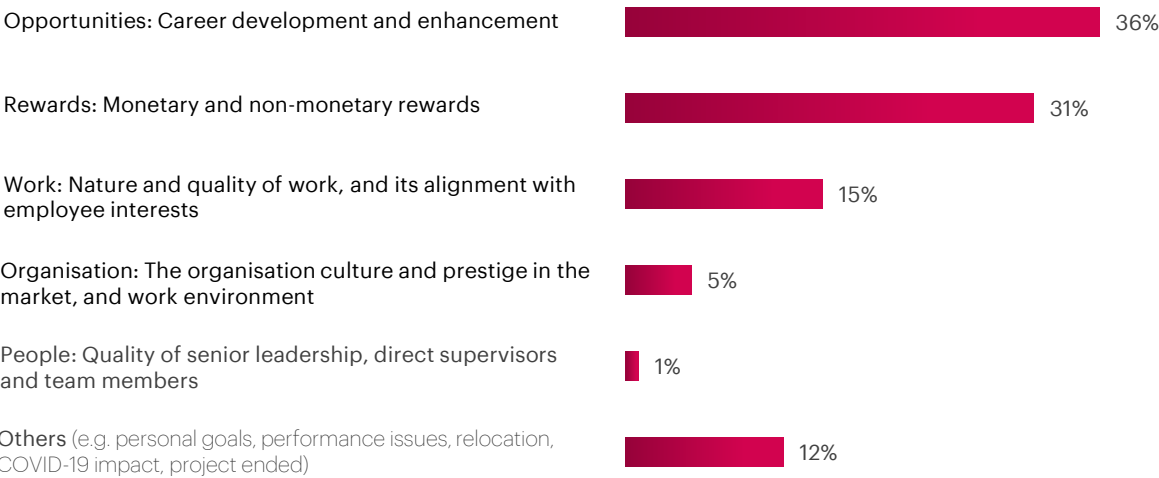 Opportunities: Career development and enhancement
36%
Rewards: Monetary and non-monetary rewards
31%
Work: Nature and quality of work, and its alignment with
employee interests
15%
Organisation: The organisation culture and prestige in the
market, and work environment
5%
People: Quality of senior leadership, direct supervisors
and team members
1%
Others (e.g. personal goals, performance issues, relocation,
COVID-19 impact, project ended)
12%